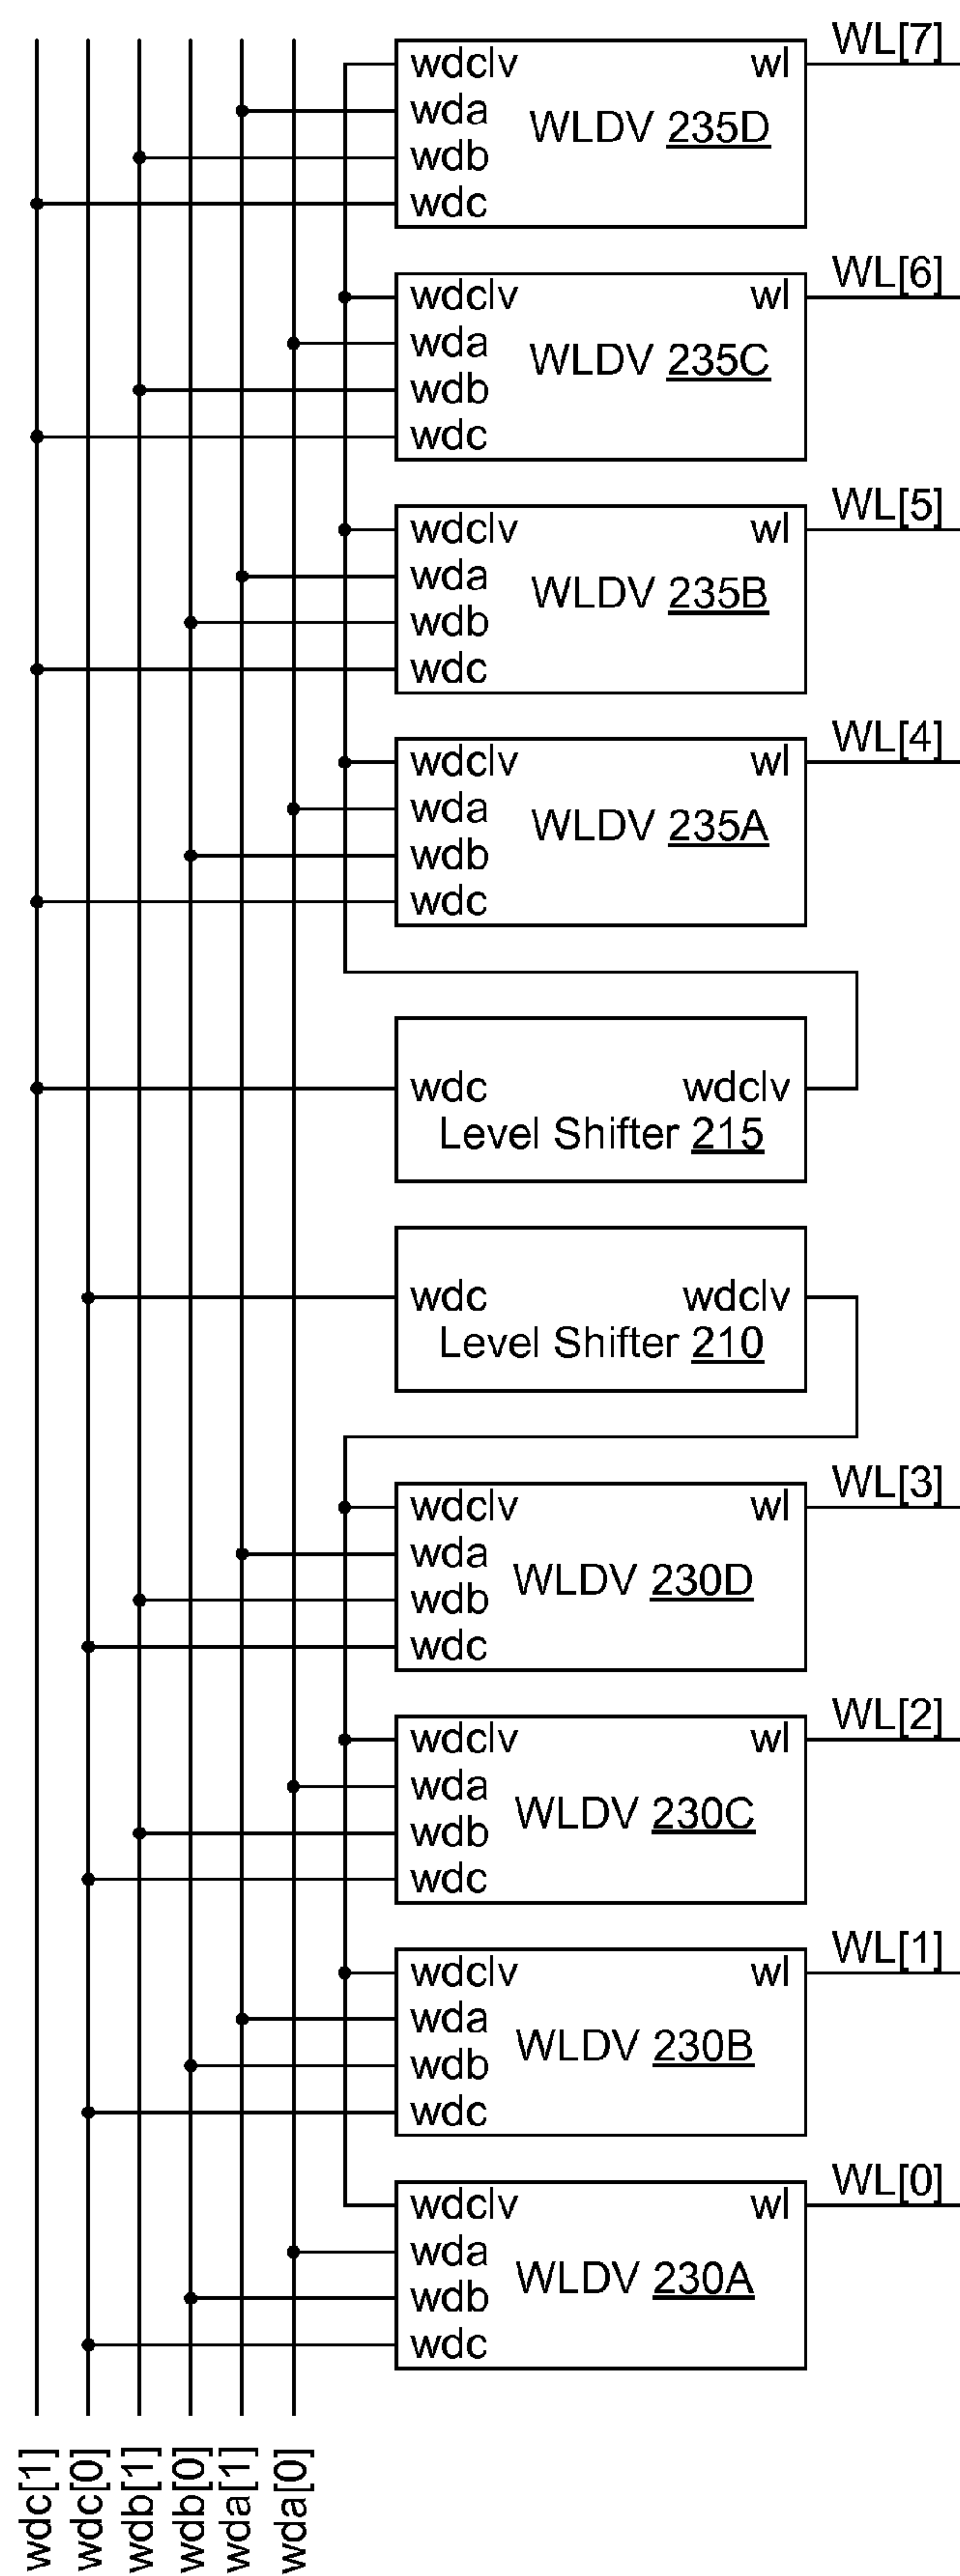 WL[7]
wdclv wl
wda
WLDV 235D
wdb
wdc
WL[6]
wdclv wl
wda
WLDV 235C
wdb
wdc
WL[5]
wdclv wl
wda
WLDV 235B
wdb
wdc
WL[4]
wdclv wl
wda
WLDV 235A
wdb
wdc
wdc wdclv
Level Shifter 215
wdc wdclv
Level Shifter 210
WL[3]
wdclv wl
wda
WLDV 230D
wdb
wdc
WL[2]
wdclv wl
wda
WLDV 230C
wdb
wdc
WL[1]
wdclv wl
wda
WLDV 230B
wdb
wdc
WL[0]
wdclv wl
wda
WLDV 230A
wdb
wdc
wdc[1]
wdc[0]
wdb[1]
wdb[0]
wda[1]
wda[0]